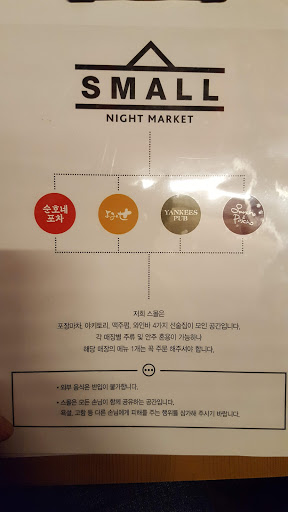 SMALL
NIGHT MARKET
순호네
포차
YANKEES
PUB
저희 스몰은
포장마차, 야키토리, 맥주펍, 와인바 4가지 선술집이 모인 공간입니다.
각 매장별 주류 및 안주 혼용이 가능하나
해당 매장의 메뉴 1개는 꼭 주문 해주셔야 합니다.
• 외부 음식은 반입이 불가합니다.
• 스몰은 모든 손님이 함께 공유하는 공간입니다.
욕설, 고함 등 다른 손님에게 피해를 주는 행위를 삼가해 주시기 바랍니다.